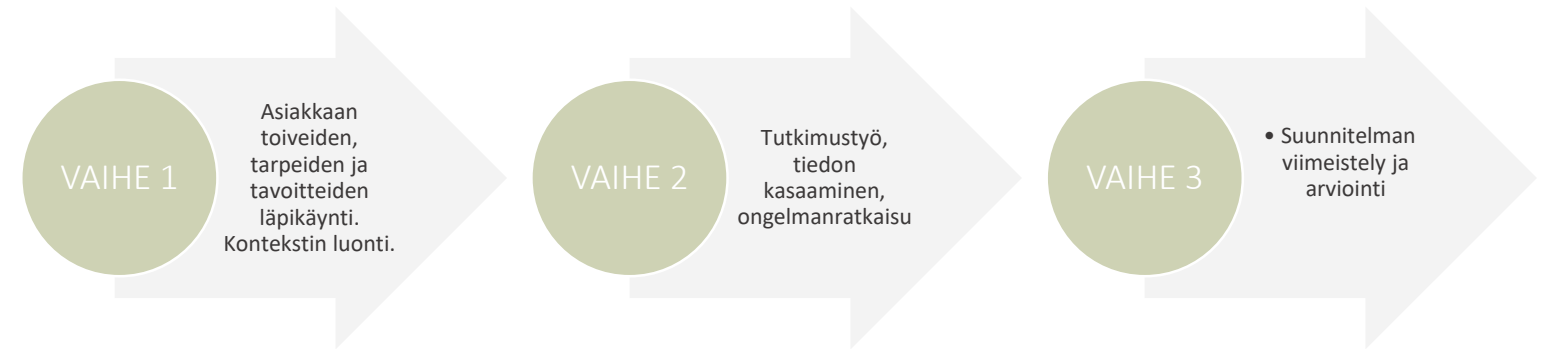 VAIHE 1
Asiakkaan
toiveiden,
tarpeiden ja
tavoitteiden
läpikäynti.
Kontekstin luonti.
VAIHE 2
Tutkimustyö,
tiedon
kasaaminen,
ongelmanratkaisu
VAIHE 3
• Suunnitelman
viimeistely ja
arviointi